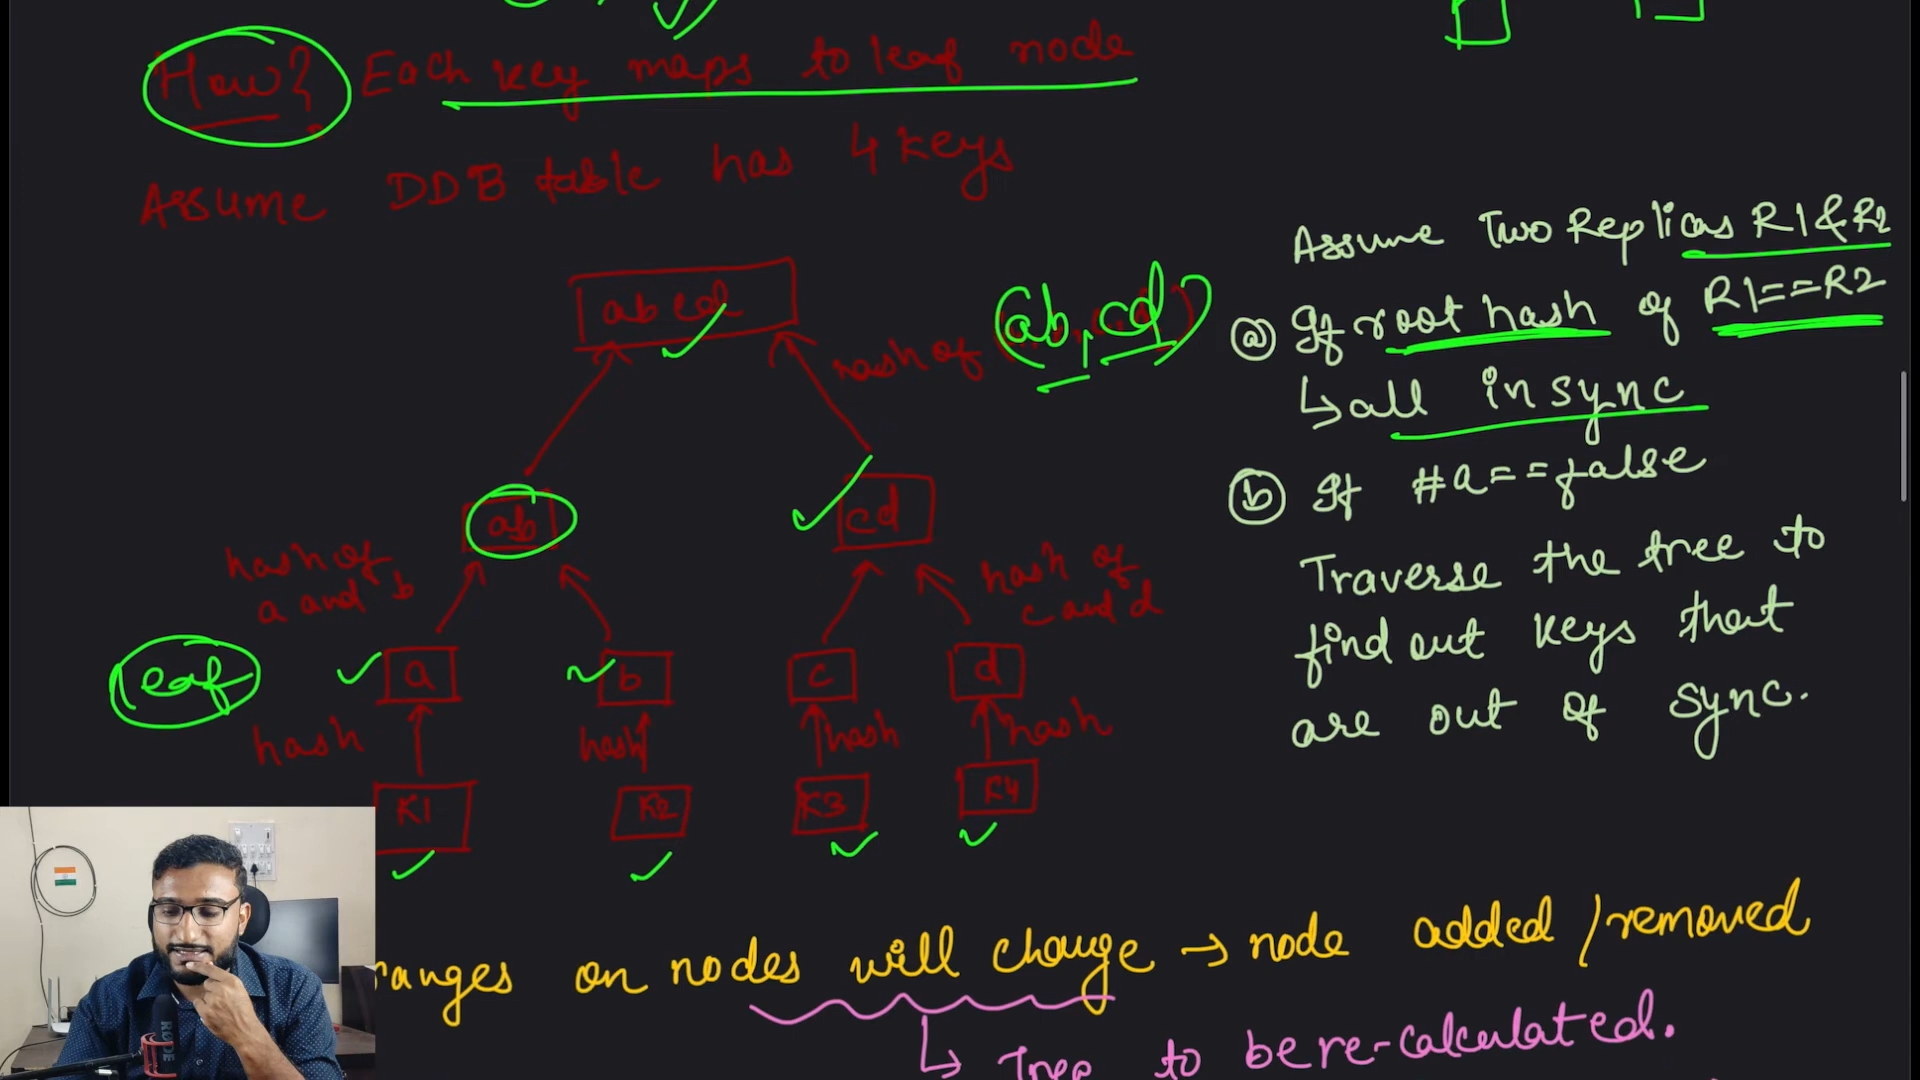 How? Each key maps to leaf node
Assume DDB table has 4 keys
abcd
hash of (ab, cd)
ab
cd
hash of
a and b
hash of
c and d
leaf
a
b
c
d
hash
hash
hash
hash
K1
K2
K3
K4
Assume Two Replicas R1 & R2
a If root hash of R1==R2
↳ all in sync
b If #a==false
Traverse the tree to
find out keys that
are out of sync.
ranges on nodes will change → node added / removed
↳ Tree to be re-calculated.
RODE